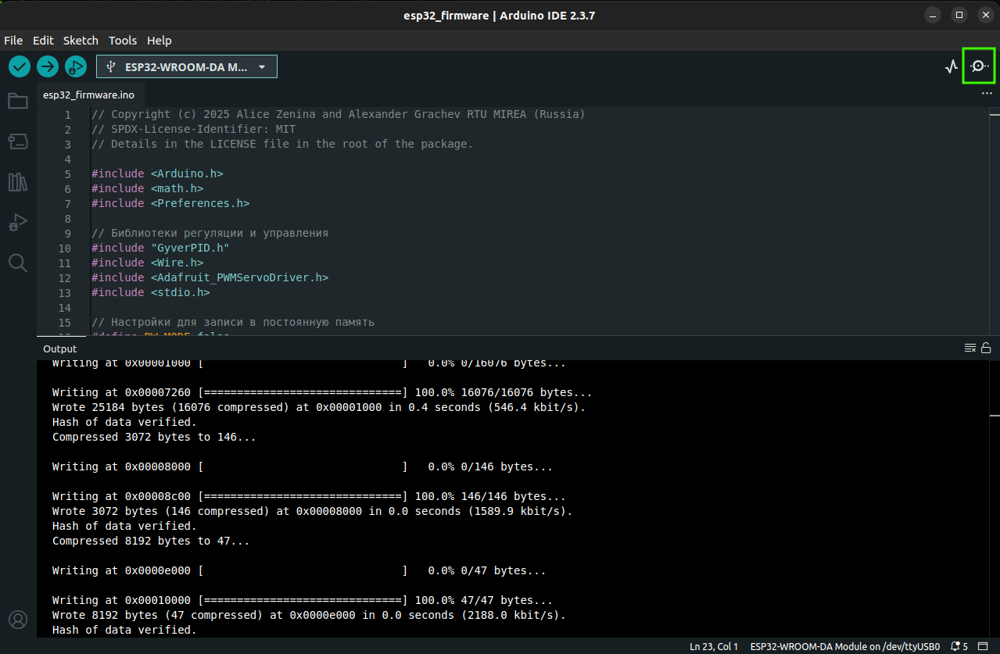 esp32_firmware | Arduino IDE 2.3.7
File Edit Sketch Tools Help
ESP32-WROOM-DA M...
esp32_firmware.ino
1 // Copyright (c) 2025 Alice Zenina and Alexander Grachev RTU MIREA (Russia)
2 // SPDX-License-Identifier: MIT
3 // Details in the LICENSE file in the root of the package.
4
5 #include <Arduino.h>
6 #include <math.h>
7 #include <Preferences.h>
8
9 // Библиотеки регуляции и управления
10 #include "GyverPID.h"
11 #include <Wire.h>
12 #include <Adafruit_PWMServoDriver.h>
13 #include <stdio.h>
14
15 // Настройки для записи в постоянную память
16 #define RW_MODE false
Output
Writing at 0x00001000 [                              ]   0.0% 0/16076 bytes...
Writing at 0x00007260 [==============================] 100.0% 16076/16076 bytes...
Wrote 25184 bytes (16076 compressed) at 0x00001000 in 0.4 seconds (546.4 kbit/s).
Hash of data verified.
Compressed 3072 bytes to 146...
Writing at 0x00008000 [                              ]   0.0% 0/146 bytes...
Writing at 0x00008c00 [==============================] 100.0% 146/146 bytes...
Wrote 3072 bytes (146 compressed) at 0x00008000 in 0.0 seconds (1589.9 kbit/s).
Hash of data verified.
Compressed 8192 bytes to 47...
Writing at 0x0000e000 [                              ]   0.0% 0/47 bytes...
Writing at 0x00010000 [==============================] 100.0% 47/47 bytes...
Wrote 8192 bytes (47 compressed) at 0x0000e000 in 0.0 seconds (2188.0 kbit/s).
Hash of data verified.
Ln 23, Col 1 ESP32-WROOM-DA Module on /dev/ttyUSB0 5